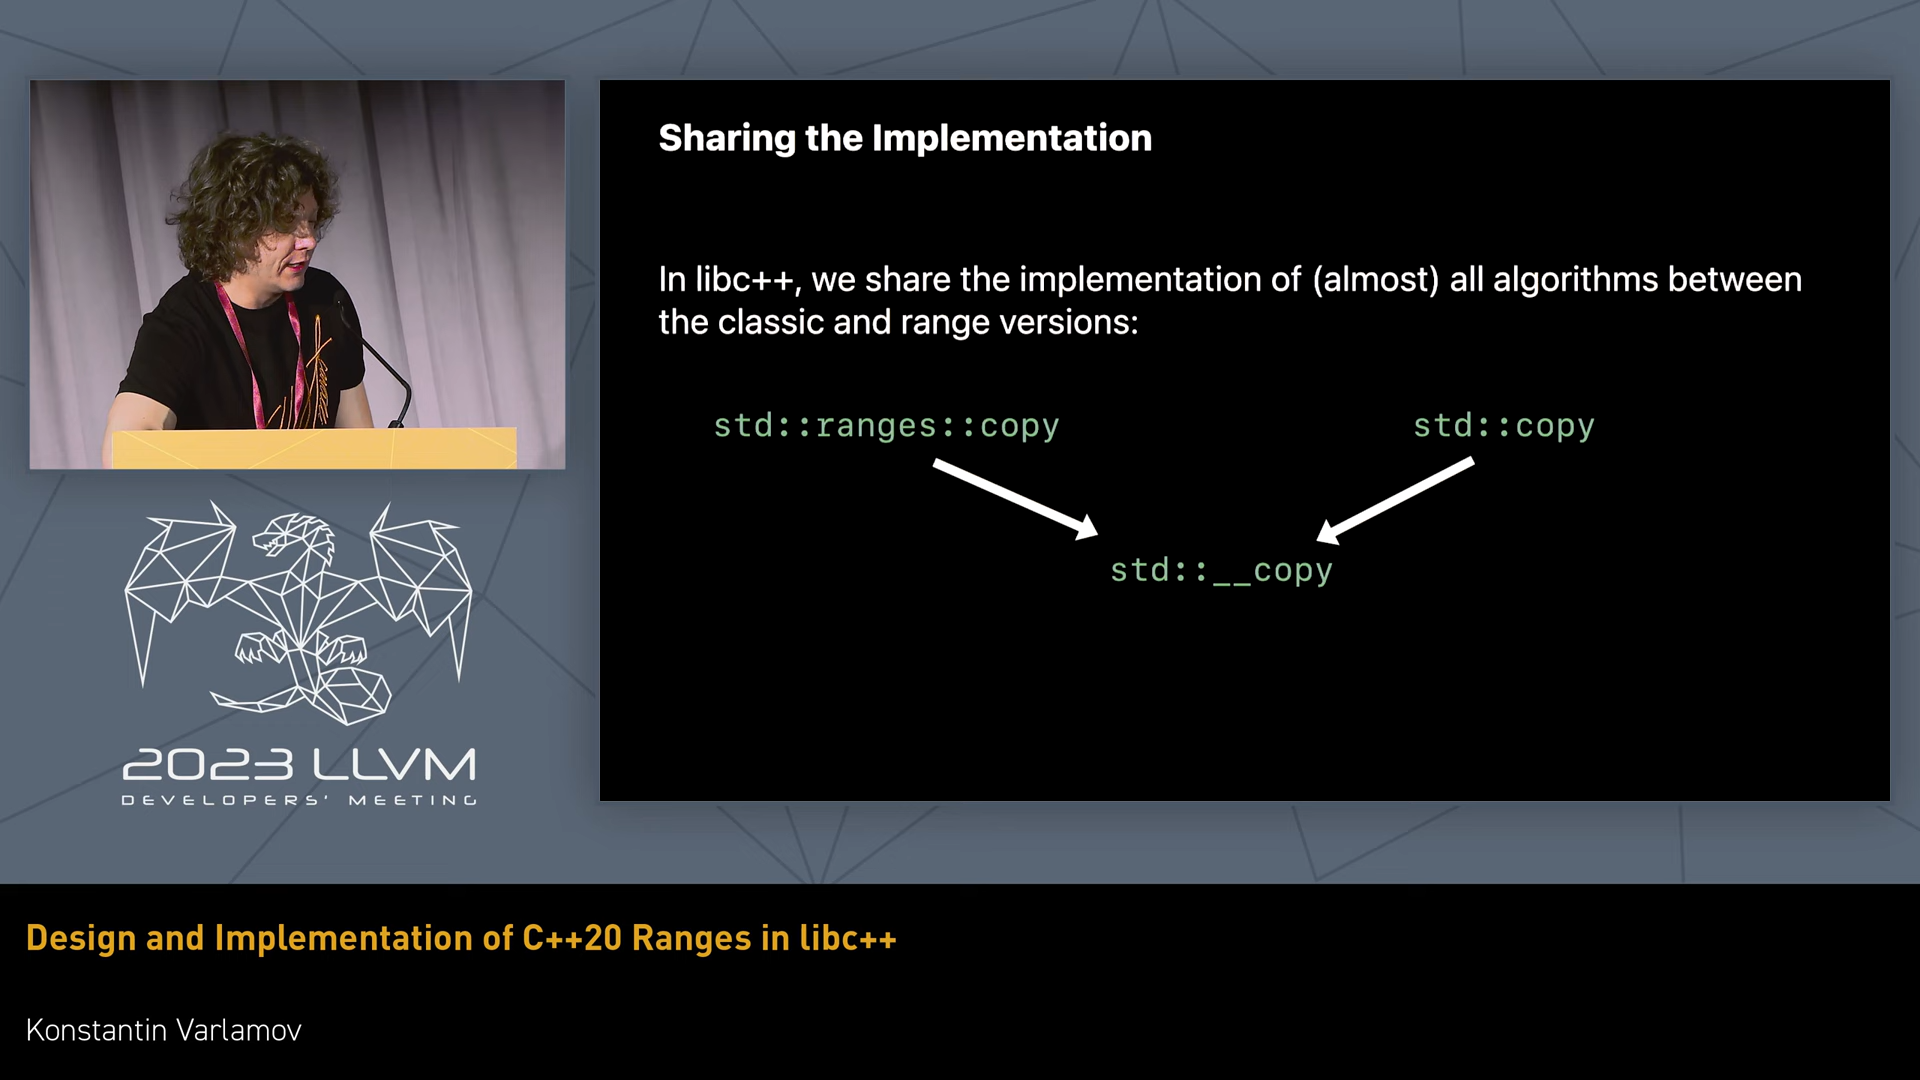 Sharing the Implementation
In libc++, we share the implementation of (almost) all algorithms between
the classic and range versions:
std::ranges::copy
std::copy
std::__copy
2023 LLVM
DEVELOPERS' MEETING
Design and Implementation of C++20 Ranges in libc++
Konstantin Varlamov